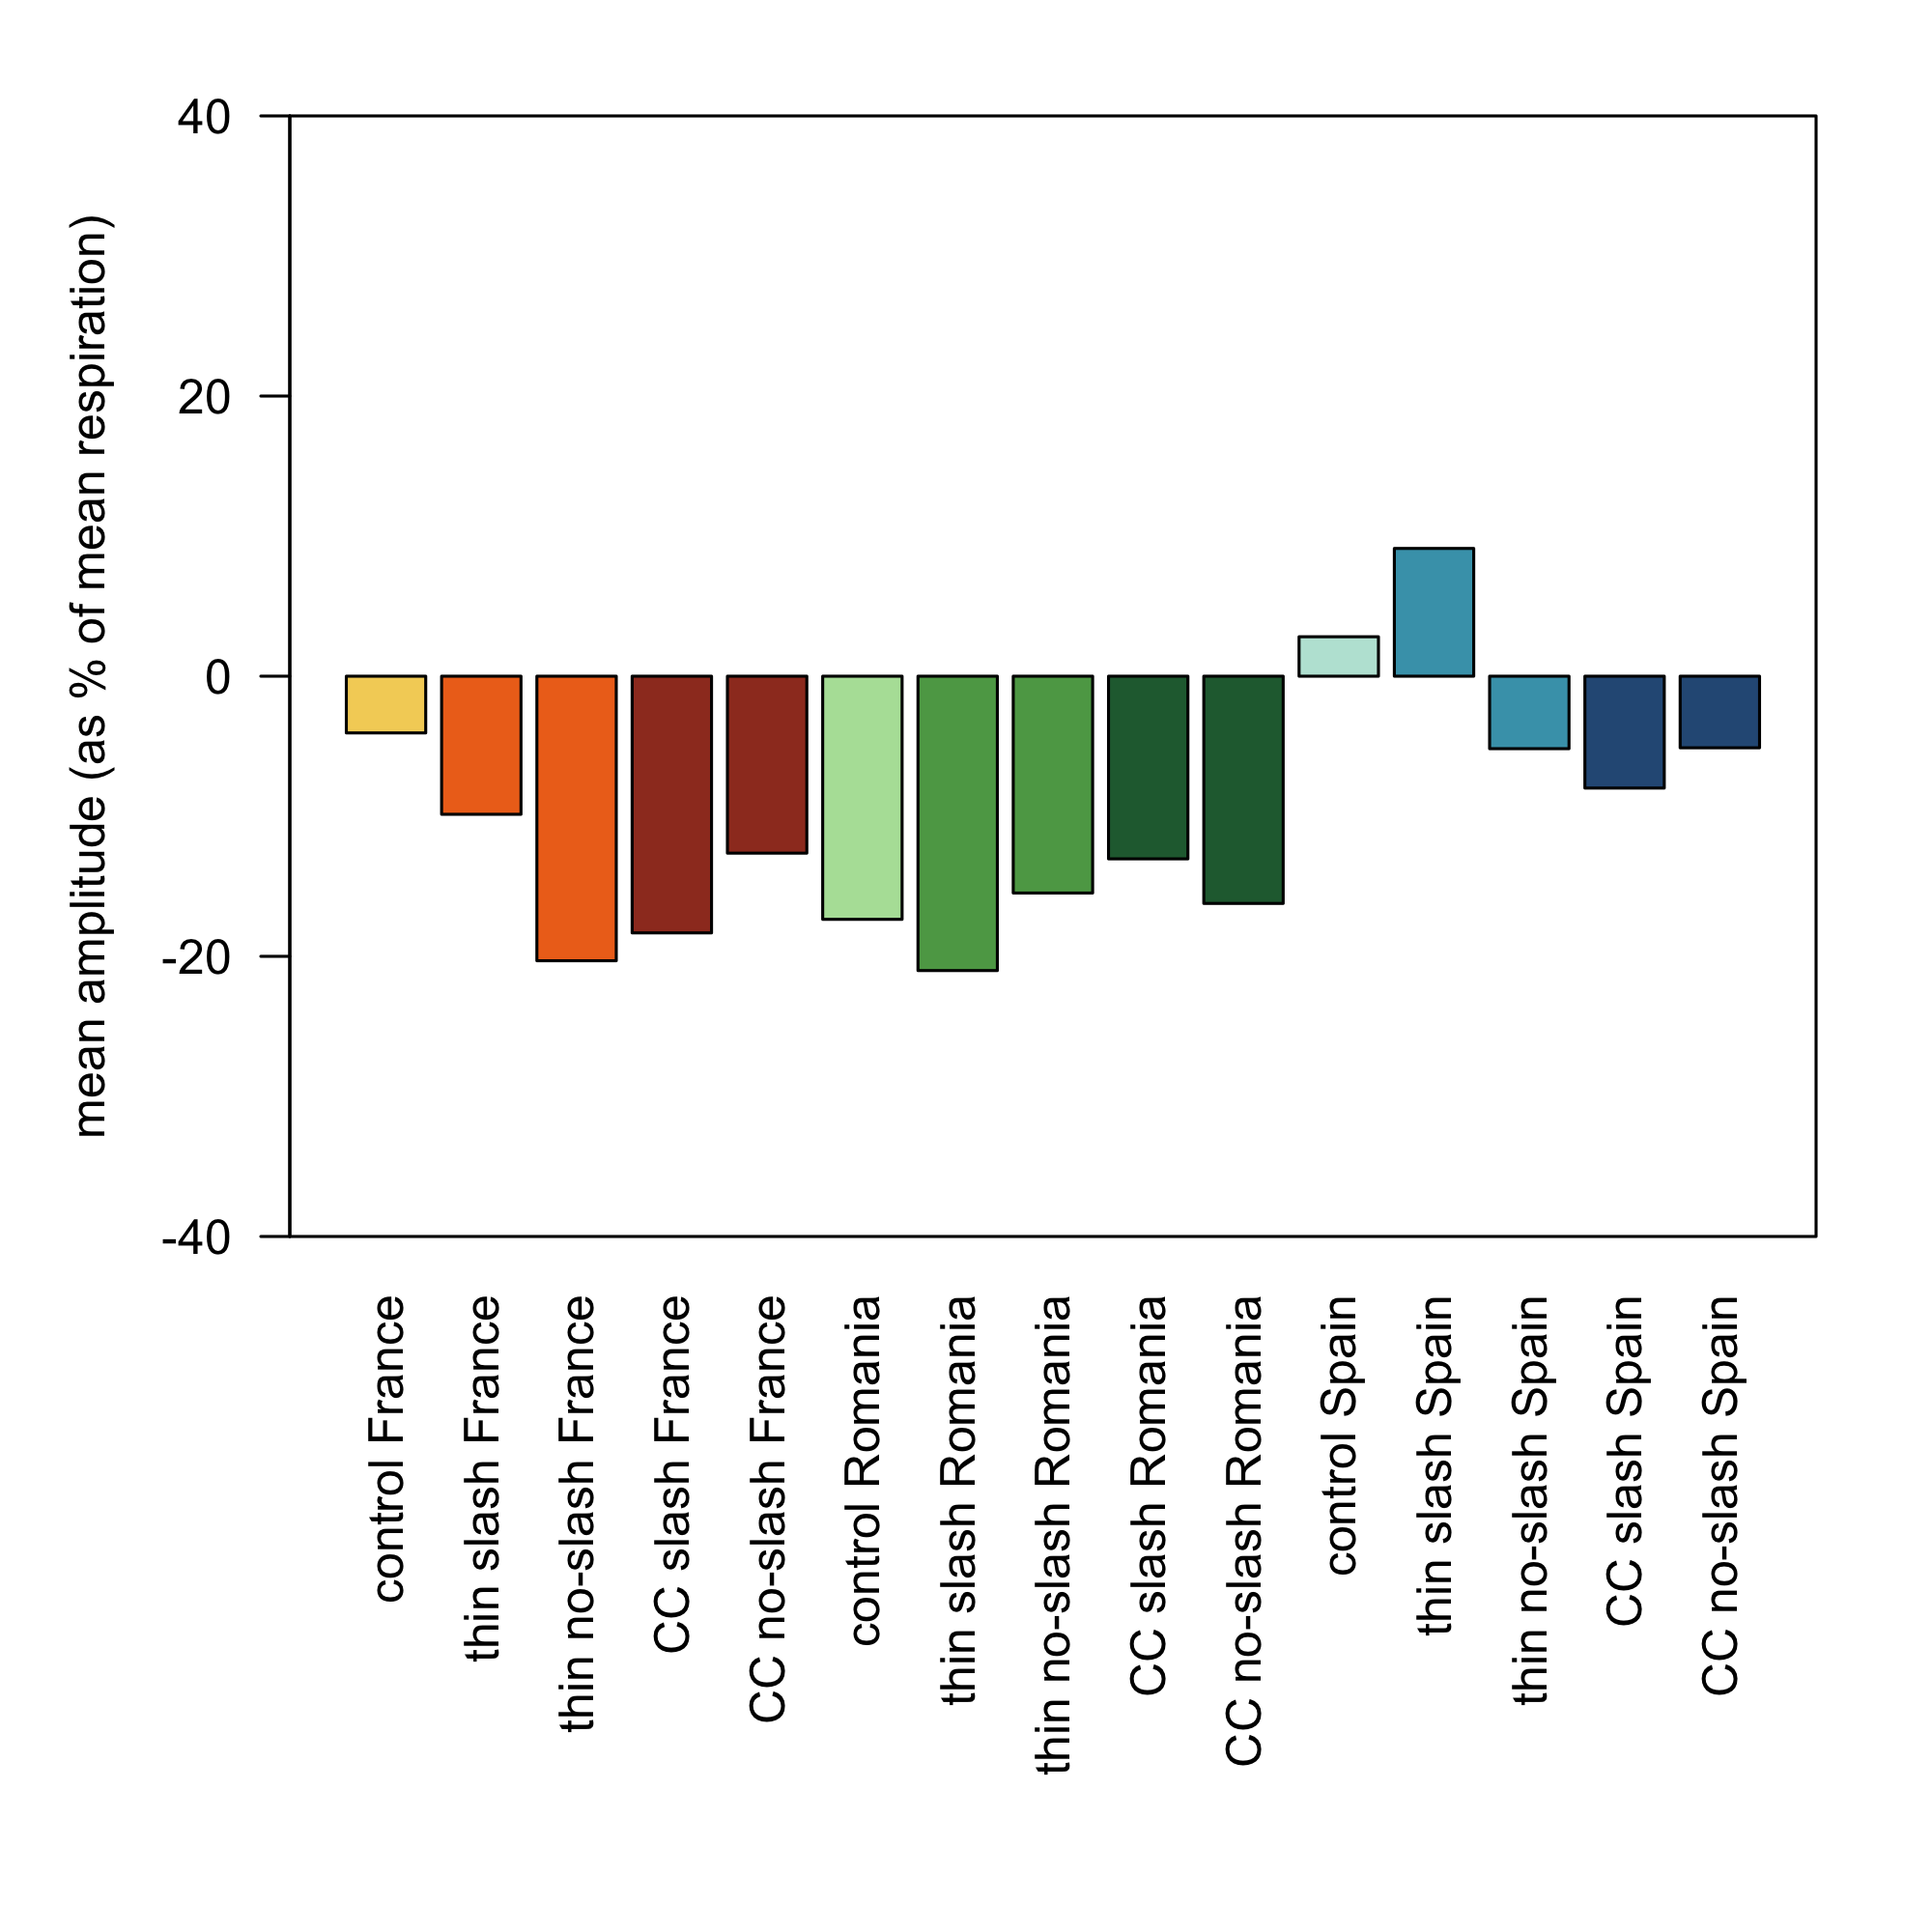 mean amplitude (as % of mean respiration)
40
20
0
-20
-40
control France
thin slash France
thin no-slash France
CC slash France
CC no-slash France
control Romania
thin slash Romania
thin no-slash Romania
CC slash Romania
CC no-slash Romania
control Spain
thin slash Spain
thin no-slash Spain
CC slash Spain
CC no-slash Spain